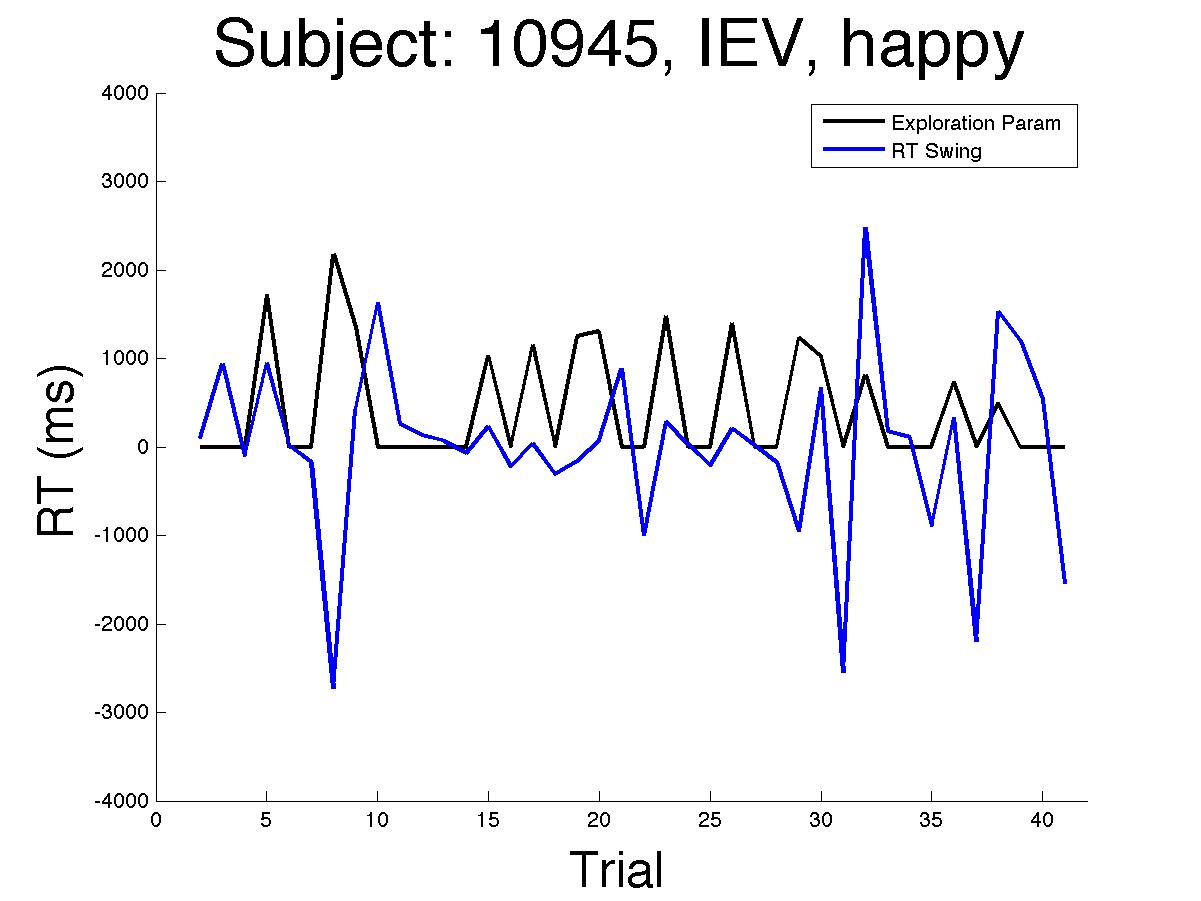 Subject: 10945, IEV, happy
Exploration Param
RT Swing
4000
3000
2000
1000
0
-1000
-2000
-3000
-4000
RT (ms)
0 5 10 15 20 25 30 35 40
Trial